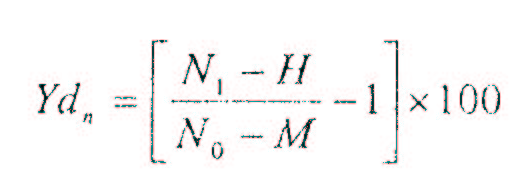 Yd_n = [ (N_1 - H) / (N_0 - M) - 1 ] × 100